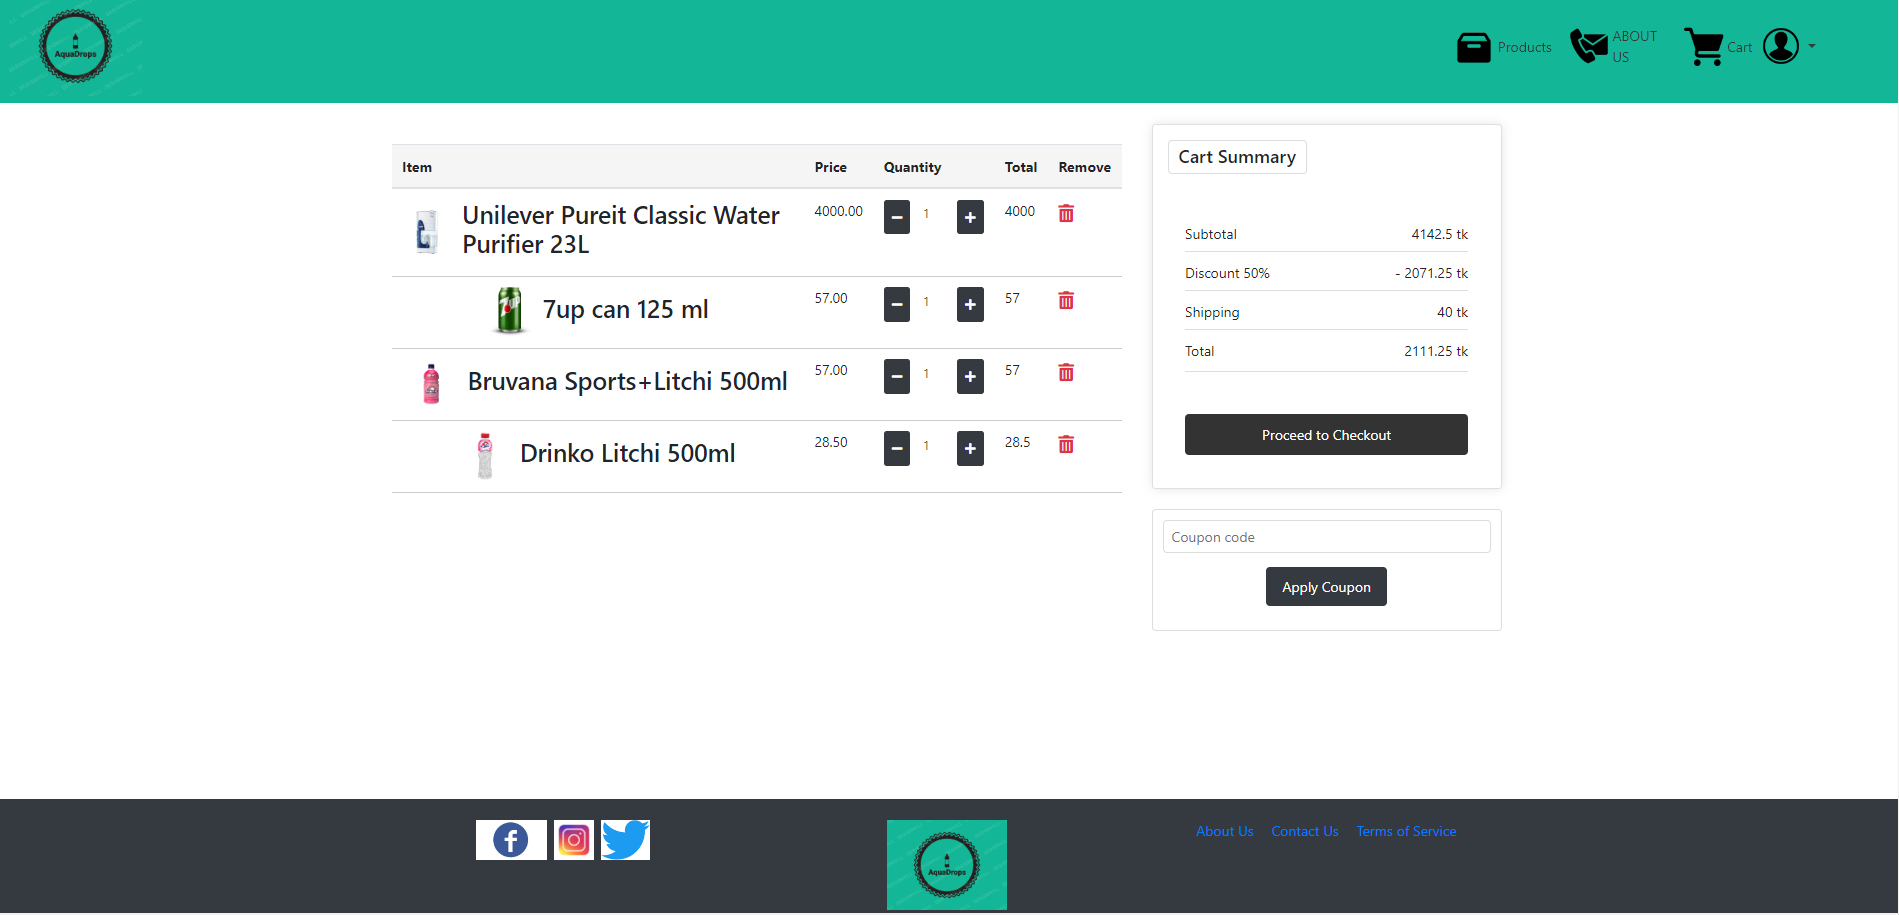 AquaDrops
Products
ABOUT
US
Cart
Item Price Quantity Total Remove
Unilever Pureit Classic Water
Purifier 23L
4000.00 1 4000
7up can 125 ml 57.00 1 57
Bruvana Sports+Litchi 500ml 57.00 1 57
Drinko Litchi 500ml 28.50 1 28.5
Cart Summary
Subtotal 4142.5 tk
Discount 50% - 2071.25 tk
Shipping 40 tk
Total 2111.25 tk
Proceed to Checkout
Coupon code
Apply Coupon
AquaDrops
About Us Contact Us Terms of Service